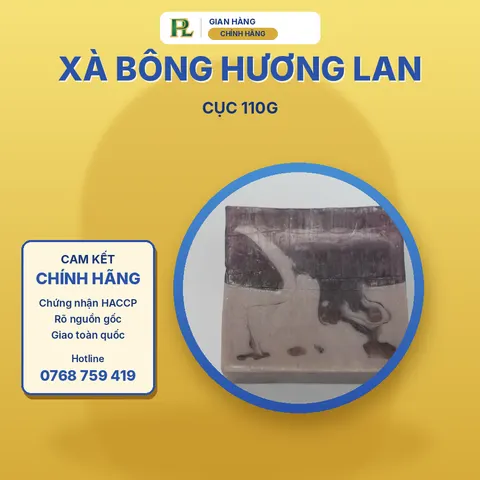 PL
GIAN HÀNG
CHÍNH HÃNG
XÀ BÔNG HƯƠNG LAN
CỤC 110G
CAM KẾT
CHÍNH HÃNG
Chứng nhận HACCP
Rõ nguồn gốc
Giao toàn quốc
Hotline
0768 759 419